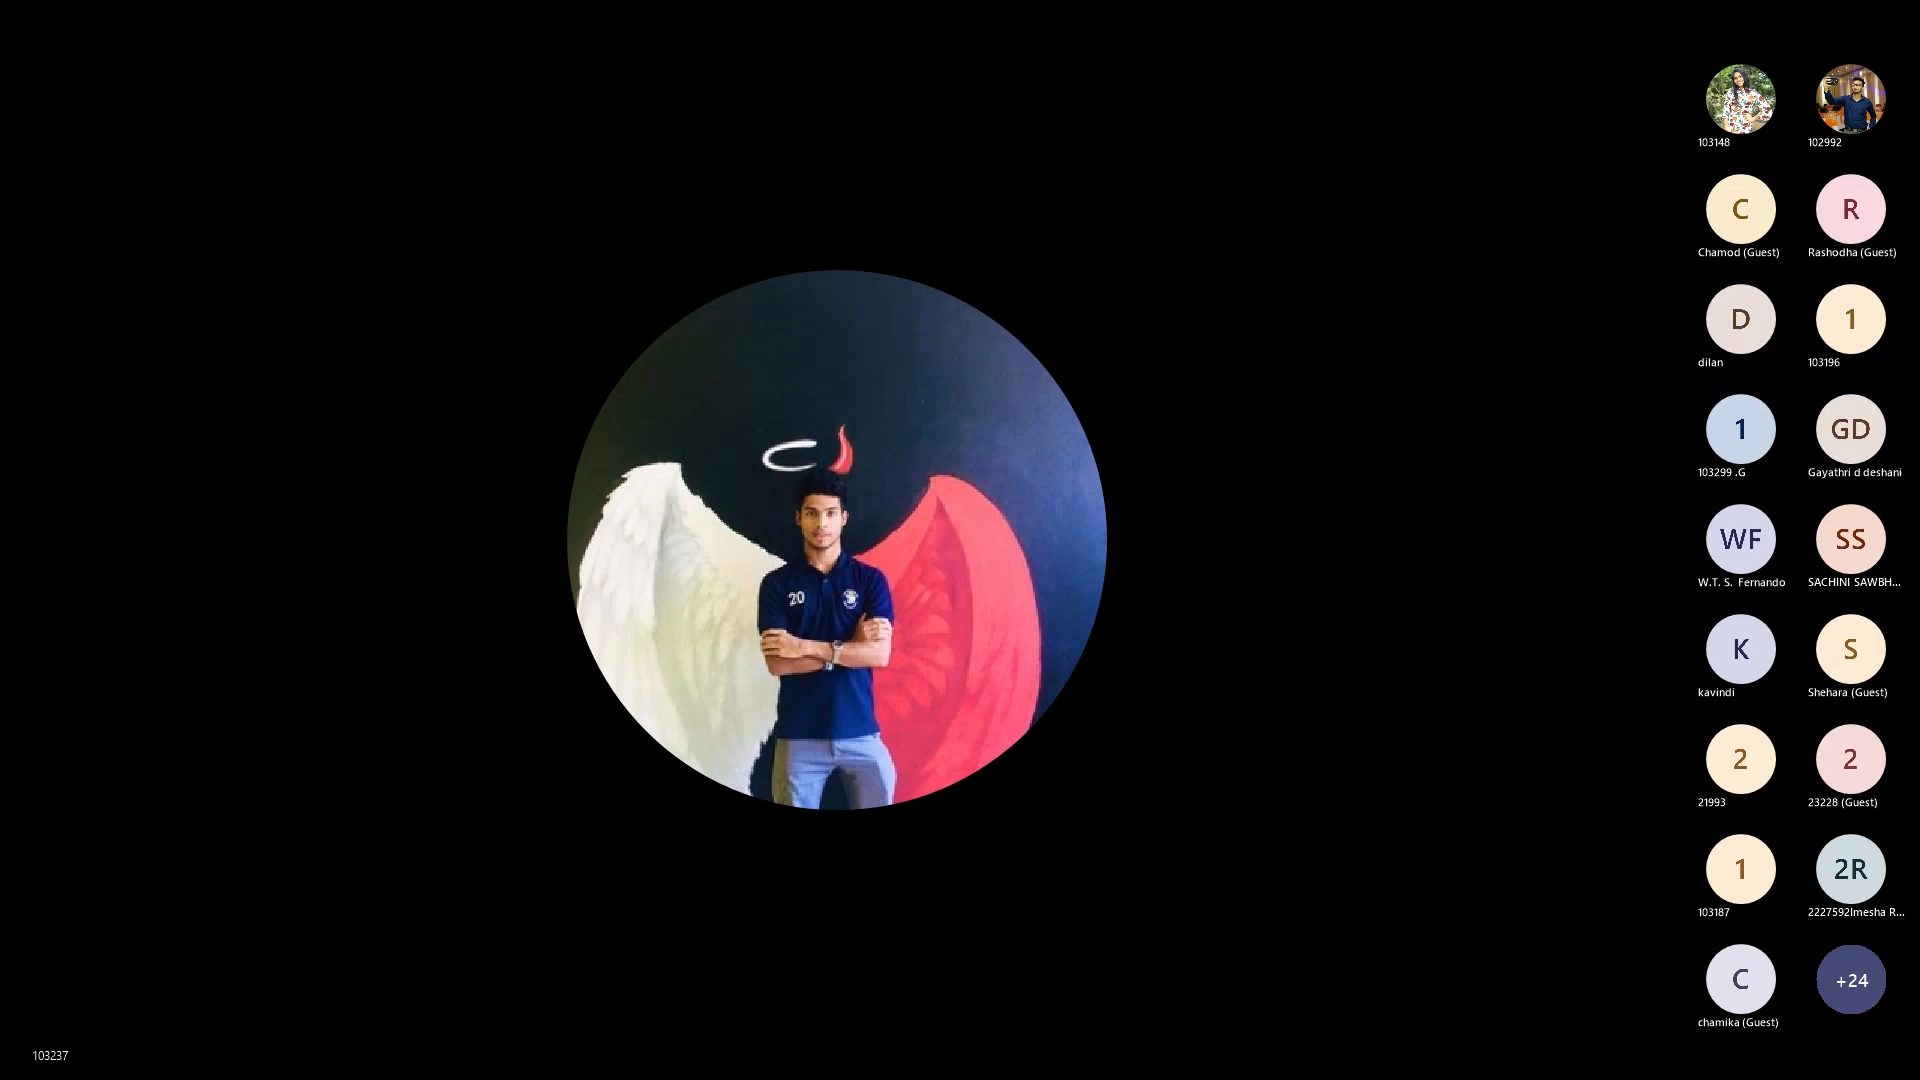 103148
102992
C
R
Chamod (Guest)
Rashodha (Guest)
D
1
dilan
103196
1
GD
103299 .G
Gayathri d deshani
WF
SS
W.T. S. Fernando
SACHINI SAWBH...
K
S
kavindi
Shehara (Guest)
2
2
21993
23228 (Guest)
1
2R
103187
2227592Imesha R...
C
+24
chamika (Guest)
20
103237